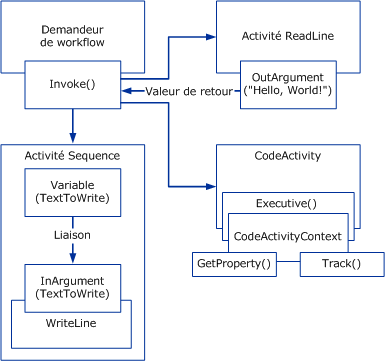 Demandeur
de workflow
Activité ReadLine
Invoke()
OutArgument
("Hello, World!")
Valeur de retour
Activité Sequence
CodeActivity
Variable
(TextToWrite)
Executive()
Liaison
CodeActivityContext
GetProperty()
Track()
InArgument
(TextToWrite)
WriteLine